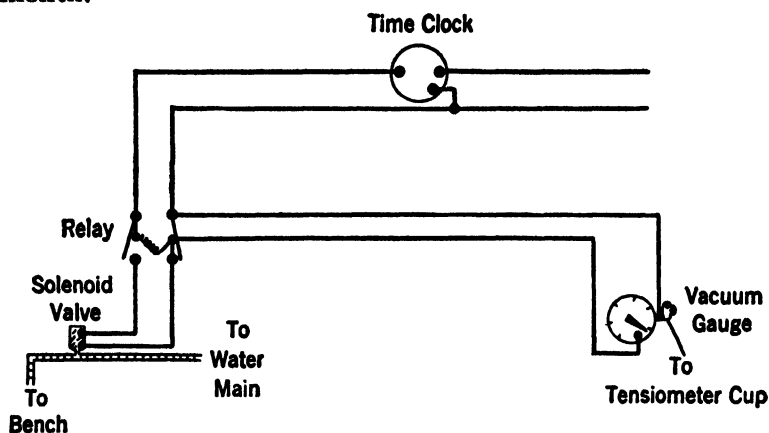 Time Clock
Relay
Solenoid
Valve
To
Water
Main
Vacuum
Gauge
To
Tensiometer Cup
To
Bench